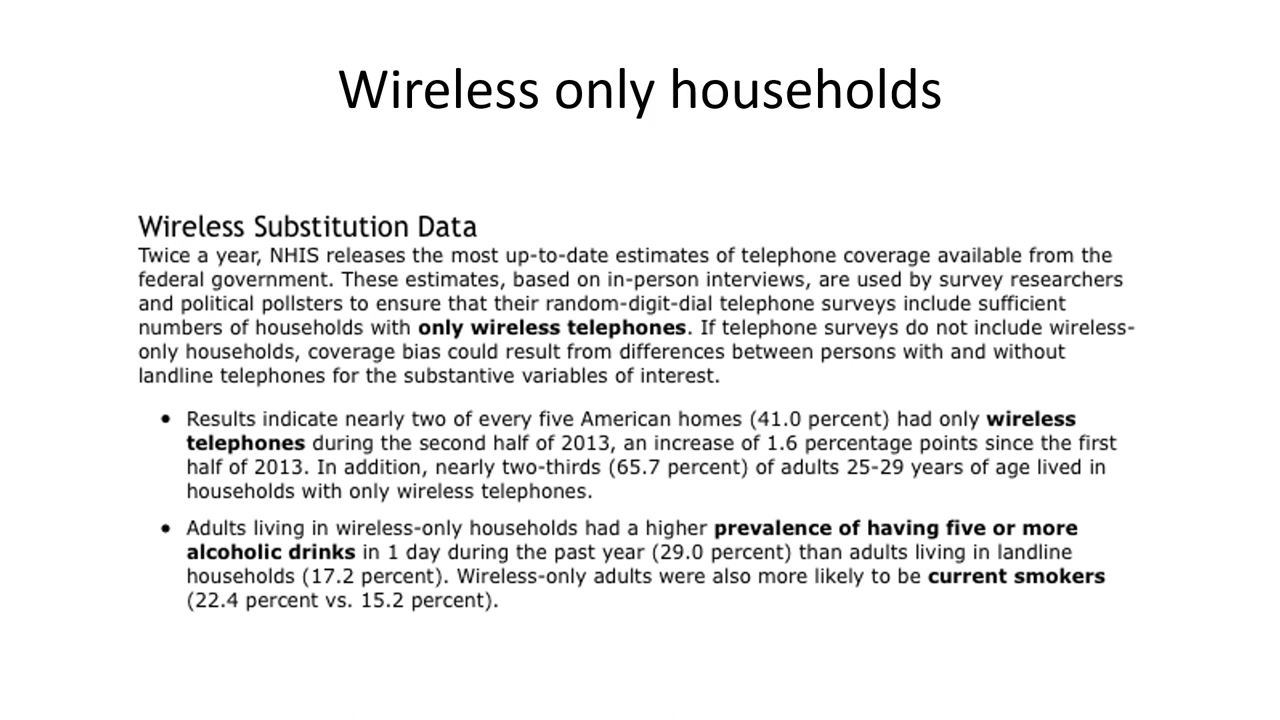 Wireless only households
Wireless Substitution Data
Twice a year, NHIS releases the most up-to-date estimates of telephone coverage available from the
federal government. These estimates, based on in-person interviews, are used by survey researchers
and political pollsters to ensure that their random-digit-dial telephone surveys include sufficient
numbers of households with only wireless telephones. If telephone surveys do not include wireless-
only households, coverage bias could result from differences between persons with and without
landline telephones for the substantive variables of interest.
• Results indicate nearly two of every five American homes (41.0 percent) had only wireless
telephones during the second half of 2013, an increase of 1.6 percentage points since the first
half of 2013. In addition, nearly two-thirds (65.7 percent) of adults 25-29 years of age lived in
households with only wireless telephones.
• Adults living in wireless-only households had a higher prevalence of having five or more
alcoholic drinks in 1 day during the past year (29.0 percent) than adults living in landline
households (17.2 percent). Wireless-only adults were also more likely to be current smokers
(22.4 percent vs. 15.2 percent).